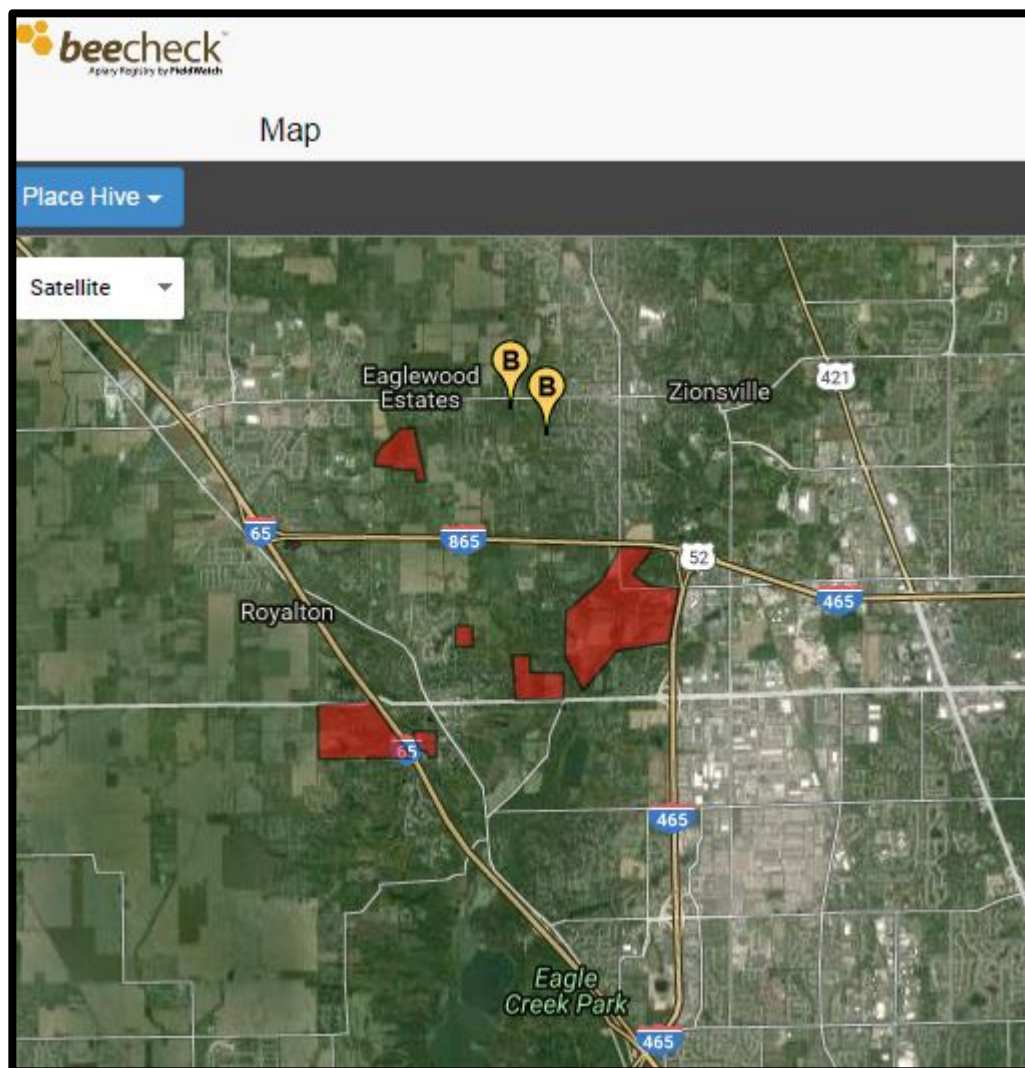 beecheck™
Apiary Registry by FieldWatch
Map
Place Hive
Satellite
Eaglewood
Estates
B
B
Zionsville
421
65
865
52
465
Royalton
65
465
Eagle
Creek Park
465